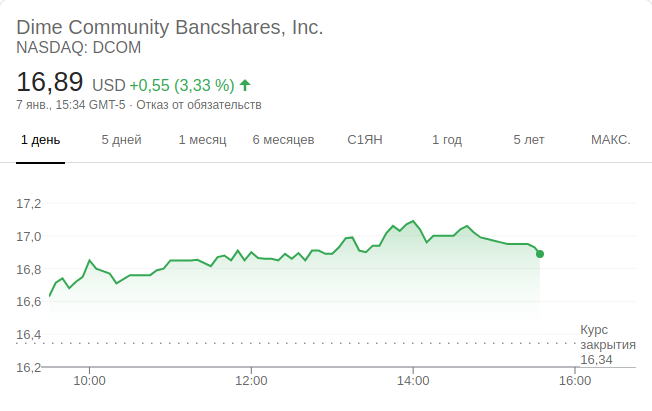 Dime Community Bancshares, Inc.
NASDAQ: DCOM
16,89 USD +0,55 (3,33 %)
7 янв., 15:34 GMT-5 · Отказ от обязательств
1 день 5 дней 1 месяц 6 месяцев С1ЯН 1 год 5 лет МАКС.
17,2
17,0
16,8
16,6
16,4
Курс
закрытия
16,34
16,2
10:00 12:00 14:00 16:00